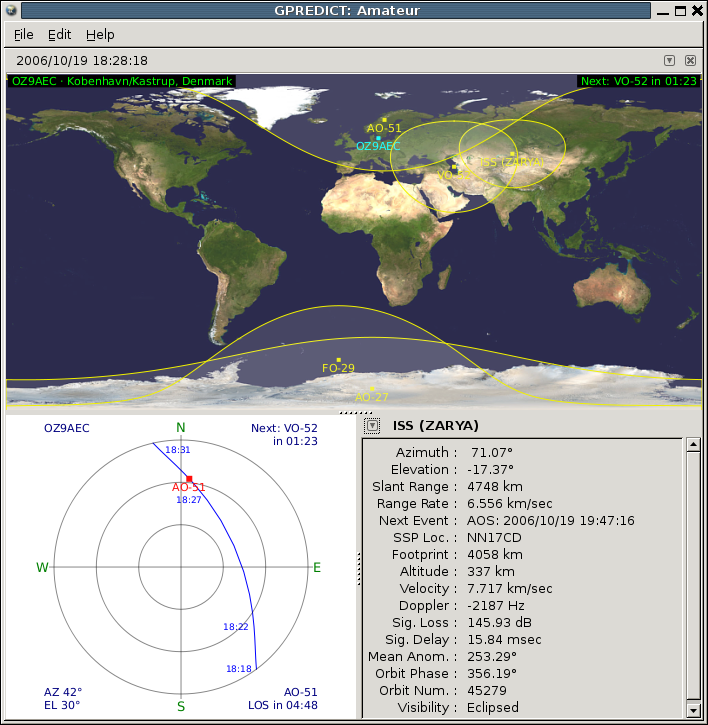 GPREDICT: Amateur
File Edit Help
2006/10/19 18:28:18
OZ9AEC · Kobenhavn/Kastrup, Denmark
Next: VO-52 in 01:23
AO-51
OZ9AEC
ISS (ZARYA)
FO-29
AO-27
OZ9AEC
N
Next: VO-52
in 01:23
18:31
AO-51
18:27
W
E
18:22
18:18
AZ 42°
EL 30°
S
AO-51
LOS in 04:48
ISS (ZARYA)
Azimuth : 71.07°
Elevation : -17.37°
Slant Range : 4748 km
Range Rate : 6.556 km/sec
Next Event : AOS: 2006/10/19 19:47:16
SSP Loc. : NN17CD
Footprint : 4058 km
Altitude : 337 km
Velocity : 7.717 km/sec
Doppler : -2187 Hz
Sig. Loss : 145.93 dB
Sig. Delay : 15.84 msec
Mean Anom. : 253.29°
Orbit Phase : 356.19°
Orbit Num. : 45279
Visibility : Eclipsed